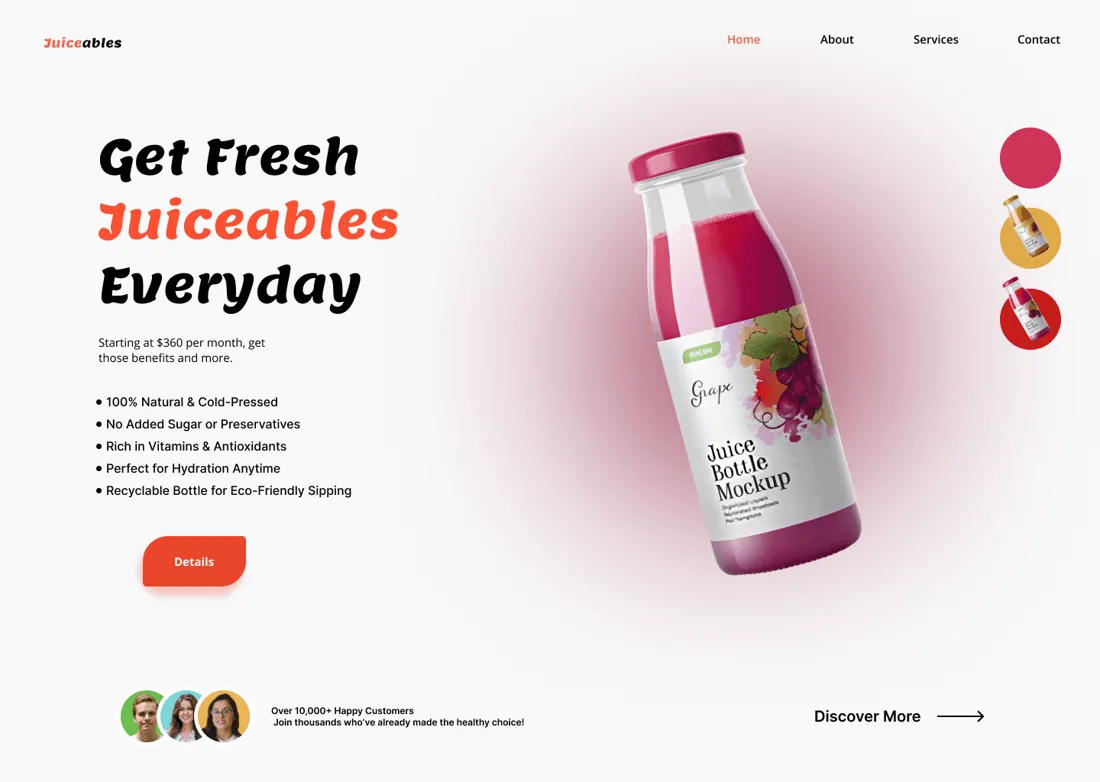 Juiceables
Home
About
Services
Contact
Get Fresh
Juiceables
Everyday
Starting at $360 per month, get
those benefits and more.
• 100% Natural & Cold-Pressed
• No Added Sugar or Preservatives
• Rich in Vitamins & Antioxidants
• Perfect for Hydration Anytime
• Recyclable Bottle for Eco-Friendly Sipping
Details
Grape
Juice
Bottle
Mockup
Over 10,000+ Happy Customers
Join thousands who've already made the healthy choice!
Discover More